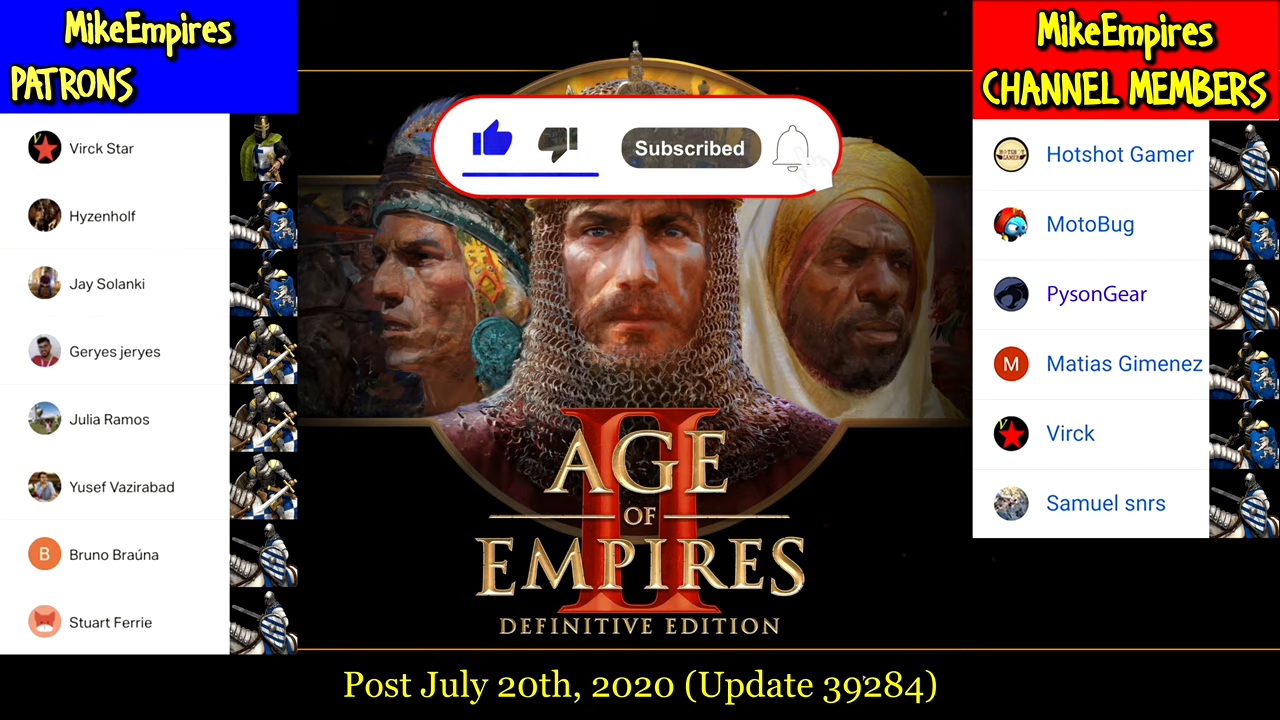 MikeEmpires
PATRONS
Virck Star
Hyzenholf
Jay Solanki
Geryes jeryes
Julia Ramos
Yusef Vazirabad
B
Bruno Braúna
Stuart Ferrie
Subscribed
II
AGE
OF
EMPIRES
DEFINITIVE EDITION
MikeEmpires
CHANNEL MEMBERS
HOTSHOT
GAMER
Hotshot Gamer
MotoBug
PysonGear
M
Matias Gimenez
Virck
Samuel snrs
Post July 20th, 2020 (Update 39284)